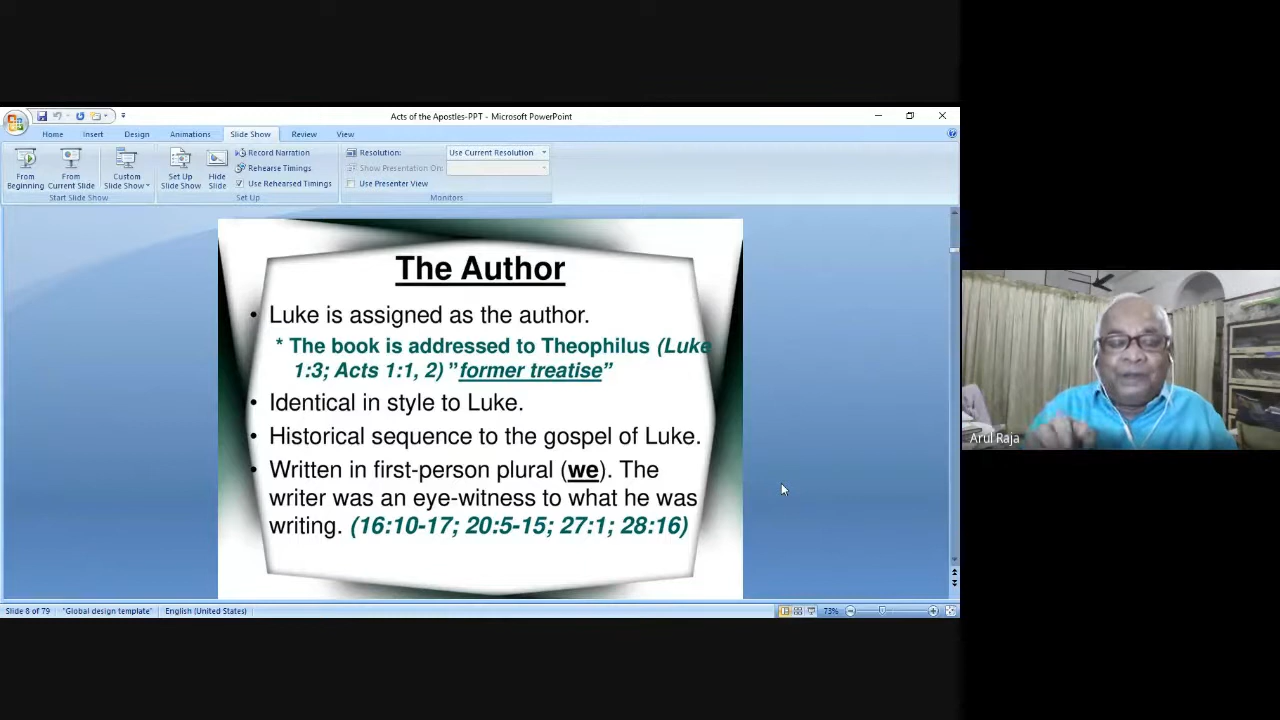 Acts of the Apostles-PPT - Microsoft PowerPoint
Home Insert Design Animations Slide Show Review View
From Beginning
From Current Slide
Custom Slide Show
Start Slide Show
Set Up Slide Show
Hide Slide
Record Narration
Rehearse Timings
Use Rehearsed Timings
Set Up
Resolution: Use Current Resolution
Show Presentation On:
Use Presenter View
Monitors
The Author
• Luke is assigned as the author.
* The book is addressed to Theophilus (Luke
1:3; Acts 1:1, 2) ”former treatise”
• Identical in style to Luke.
• Historical sequence to the gospel of Luke.
• Written in first-person plural (we). The
writer was an eye-witness to what he was
writing. (16:10-17; 20:5-15; 27:1; 28:16)
Arul Raja
Slide 8 of 79 "Global design template" English (United States) 73%